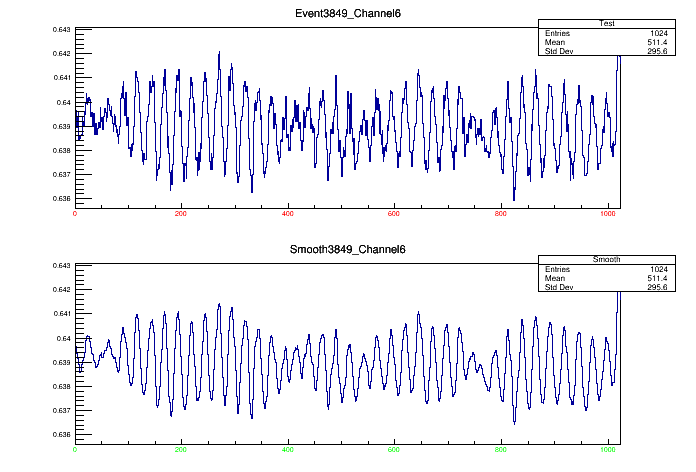 Event3849_Channel6
Test
Entries 1024
Mean 511.4
Std Dev 295.6
0.643
0.642
0.641
0.64
0.639
0.638
0.637
0.636
0 200 400 600 800 1000
Smooth3849_Channel6
Smooth
Entries 1024
Mean 511.4
Std Dev 295.6
0.643
0.642
0.641
0.64
0.639
0.638
0.637
0.636
0 200 400 600 800 1000